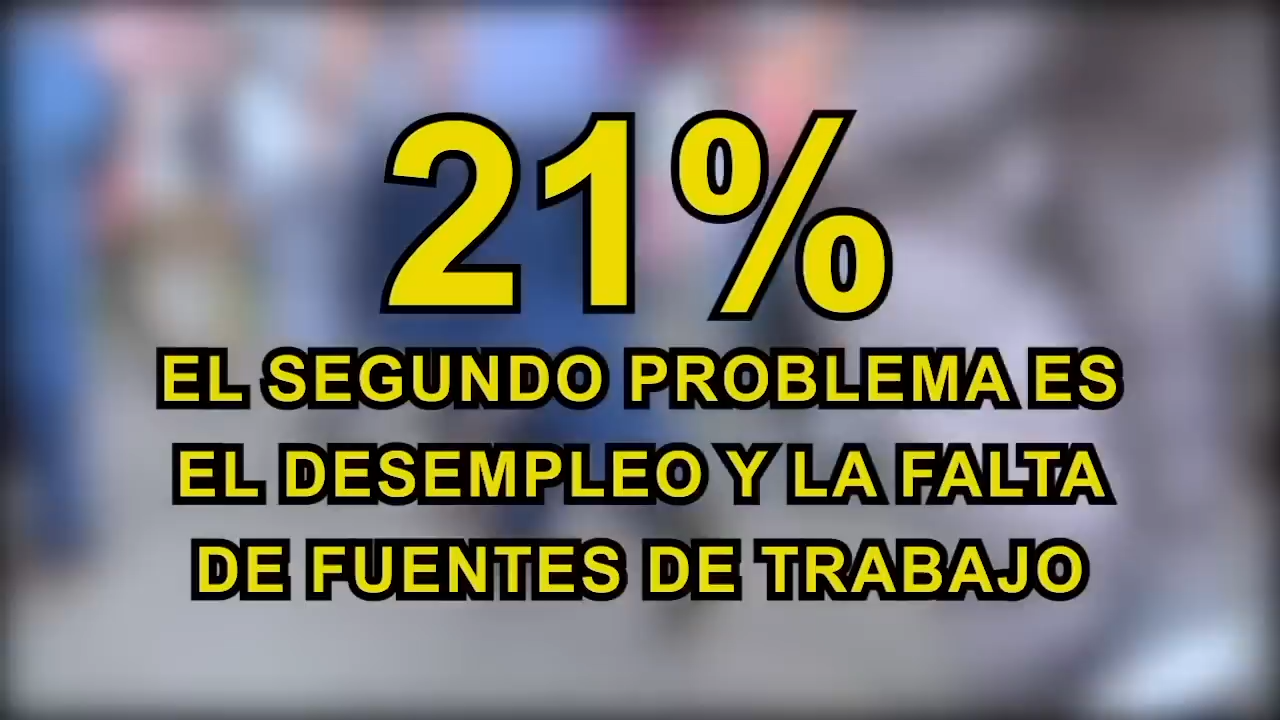 21%
EL SEGUNDO PROBLEMA ES
EL DESEMPLEO Y LA FALTA
DE FUENTES DE TRABAJO